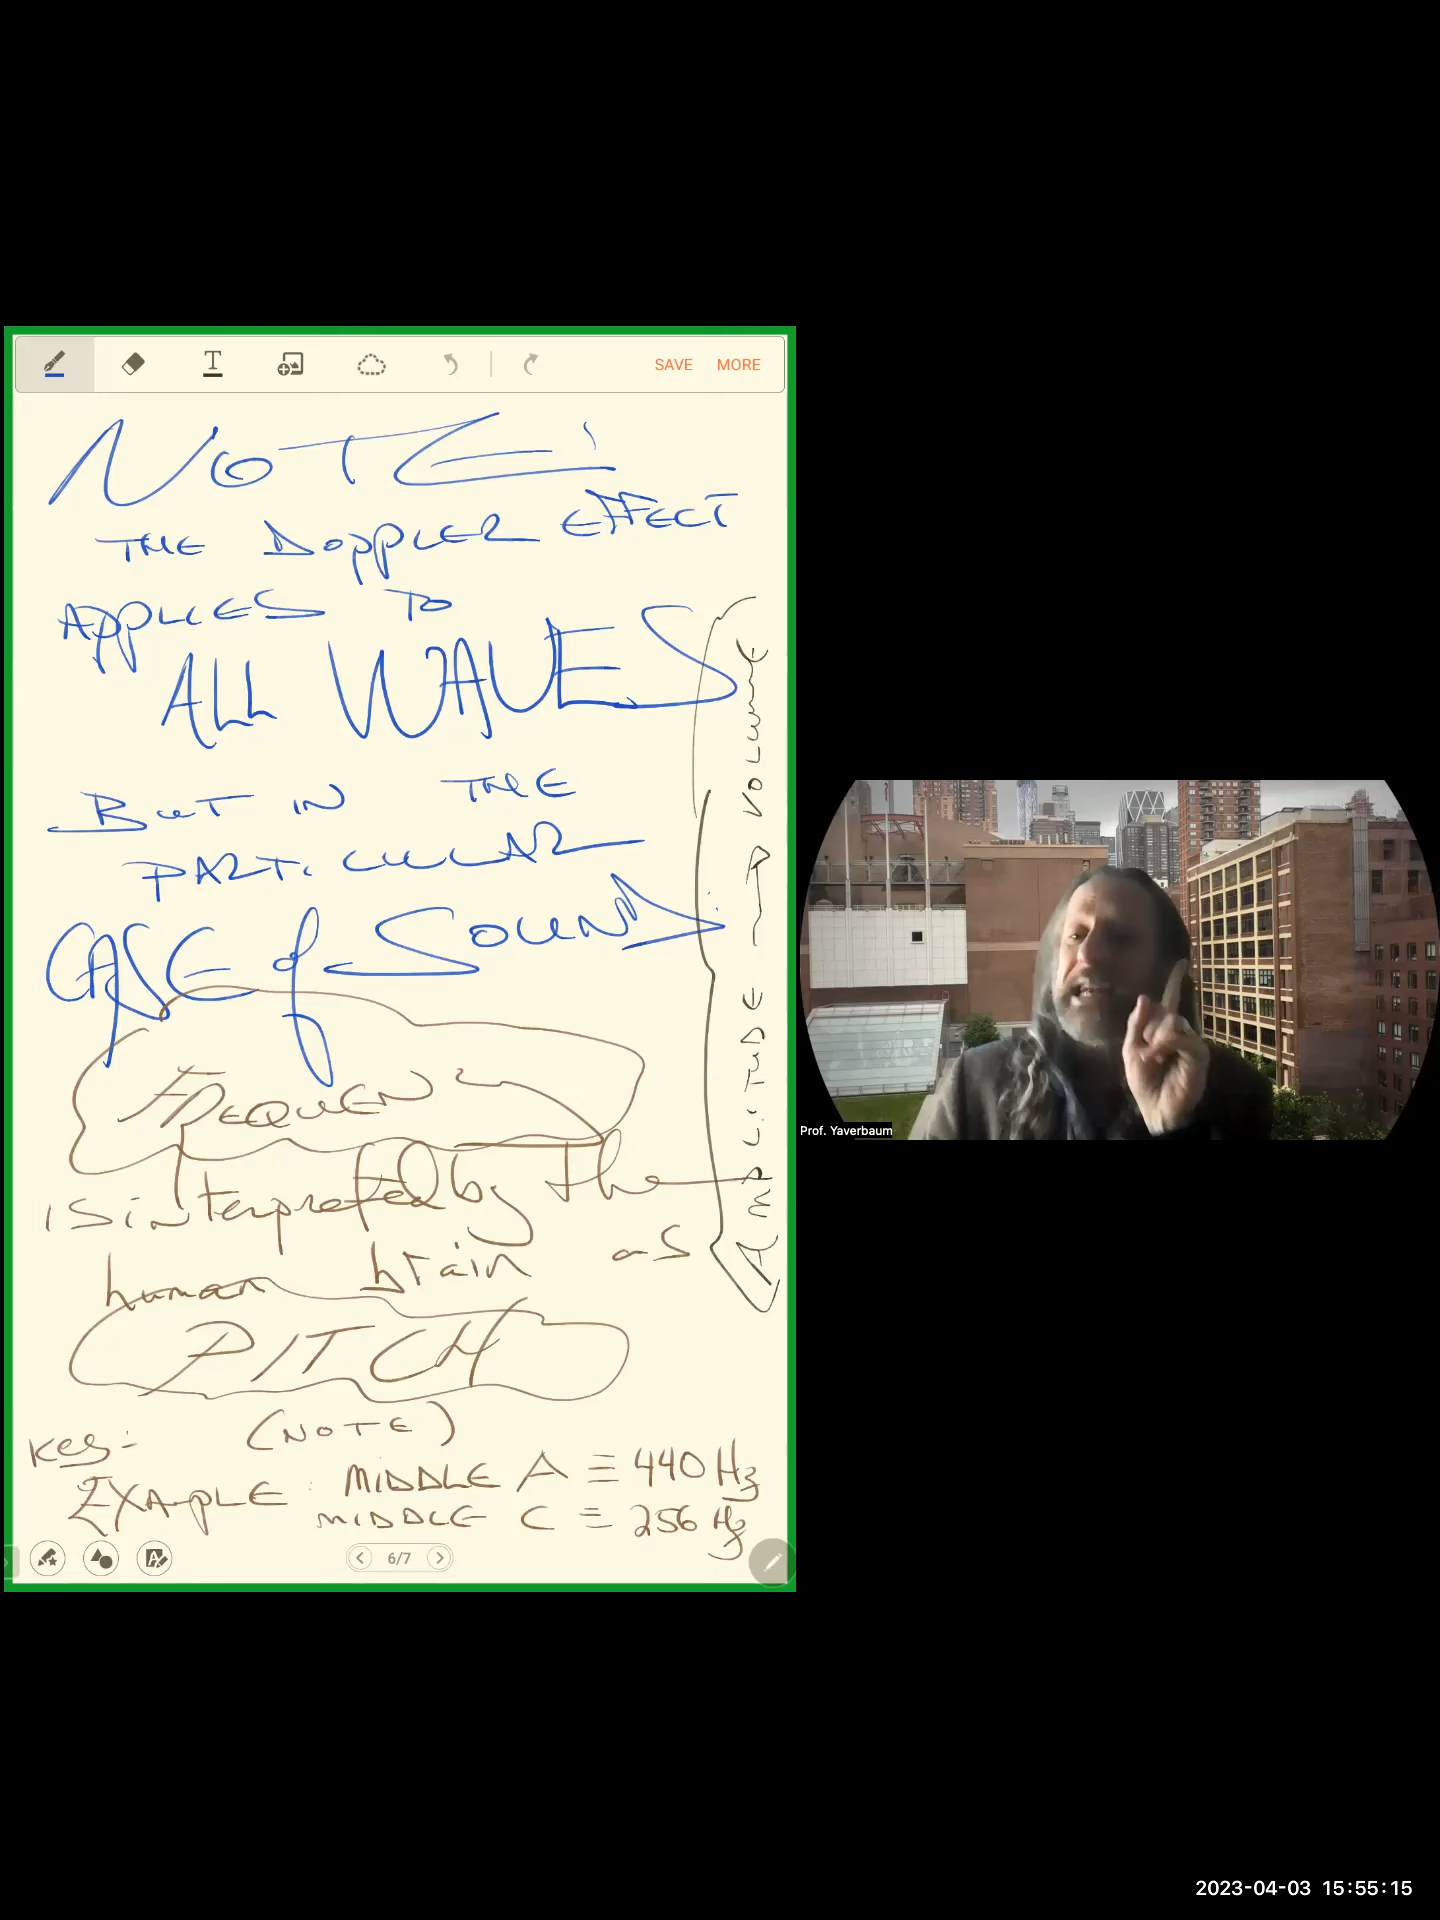 SAVE MORE
NOTE:
THE DOPPLER EFFECT
APPLIES TO
ALL WAVES
BUT IN THE
PARTICULAR
CASE of SOUND
FREQUENCY
is interpreted by the
human brain as
PITCH
(NOTE)
Key:
EXAMPLE: MIDDLE A ≡ 440 Hz
MIDDLE C ≡ 256 Hz
AMPLITUDE → VOLUME
6/7
Prof. Yaverbaum
2023-04-03 15:55:15